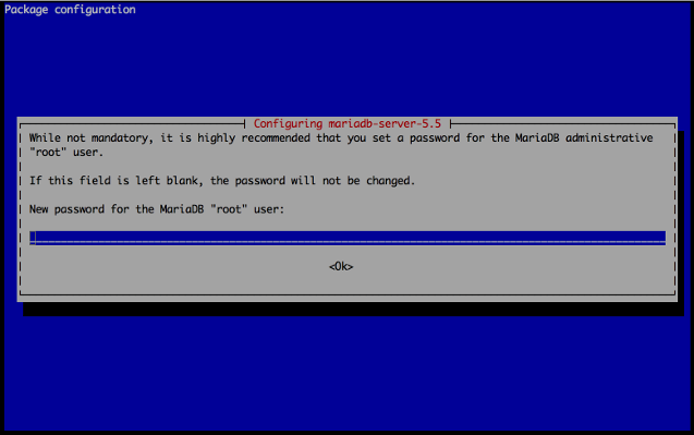 Package configuration
Configuring mariadb-server-5.5
While not mandatory, it is highly recommended that you set a password for the MariaDB administrative
"root" user.
If this field is left blank, the password will not be changed.
New password for the MariaDB "root" user:
<Ok>